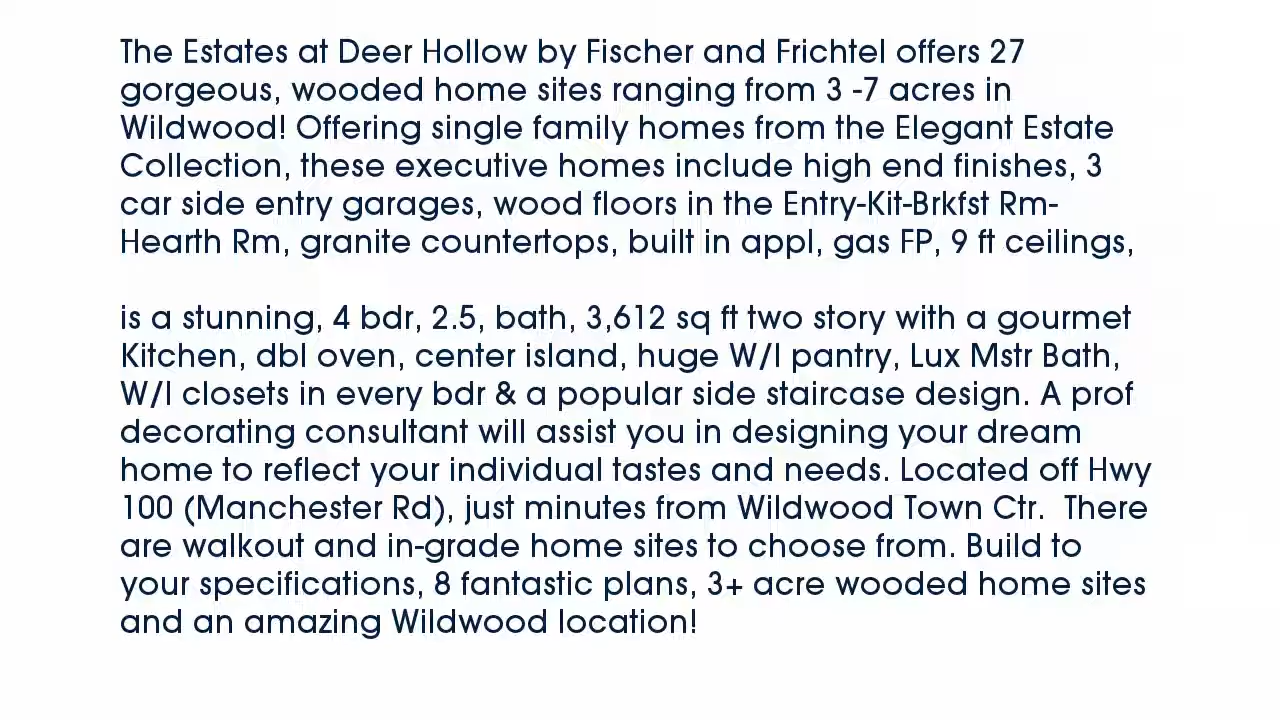 The Estates at Deer Hollow by Fischer and Frichtel offers 27
gorgeous, wooded home sites ranging from 3 -7 acres in
Wildwood! Offering single family homes from the Elegant Estate
Collection, these executive homes include high end finishes, 3
car side entry garages, wood floors in the Entry-Kit-Brkfst Rm-
Hearth Rm, granite countertops, built in appl, gas FP, 9 ft ceilings,
is a stunning, 4 bdr, 2.5, bath, 3,612 sq ft two story with a gourmet
Kitchen, dbl oven, center island, huge W/I pantry, Lux Mstr Bath,
W/I closets in every bdr & a popular side staircase design. A prof
decorating consultant will assist you in designing your dream
home to reflect your individual tastes and needs. Located off Hwy
100 (Manchester Rd), just minutes from Wildwood Town Ctr.  There
are walkout and in-grade home sites to choose from. Build to
your specifications, 8 fantastic plans, 3+ acre wooded home sites
and an amazing Wildwood location!